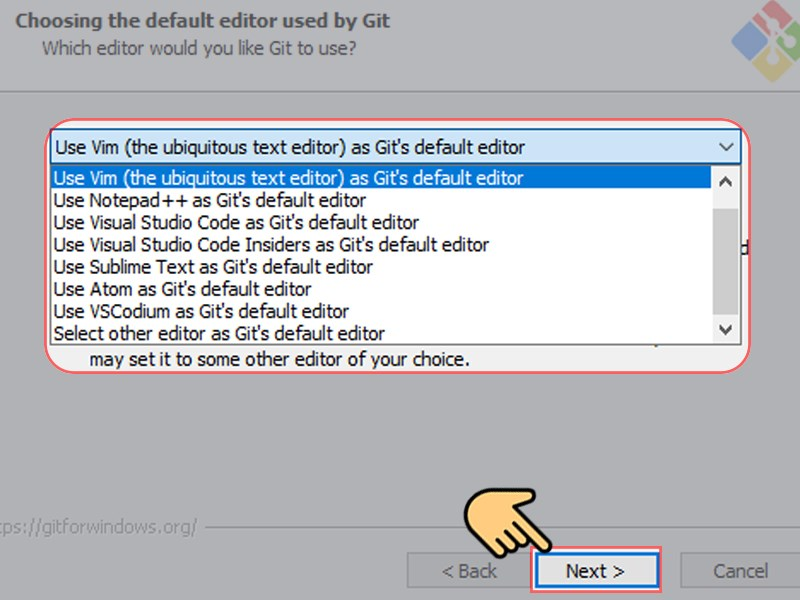 Choosing the default editor used by Git
Which editor would you like Git to use?
Use Vim (the ubiquitous text editor) as Git's default editor
Use Vim (the ubiquitous text editor) as Git's default editor
Use Notepad++ as Git's default editor
Use Visual Studio Code as Git's default editor
Use Visual Studio Code Insiders as Git's default editor
Use Sublime Text as Git's default editor
Use Atom as Git's default editor
Use VSCodium as Git's default editor
Select other editor as Git's default editor
may set it to some other editor of your choice.
tps://gitforwindows.org/
< Back
Next >
Cancel